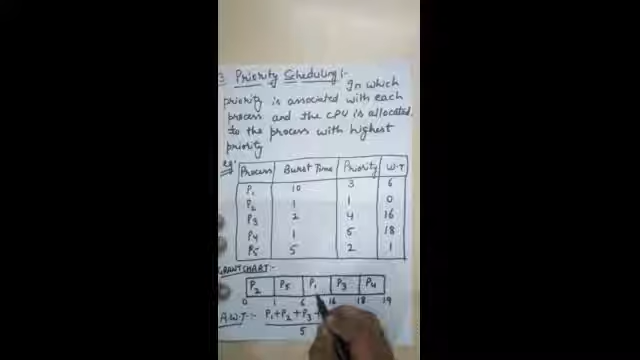 3 Priority Scheduling :-
In which
priority is associated with each
process and the CPU is allocated
to the process with highest
priority
eg:
Process Burst Time Priority W.T
P1 10 3 6
P2 1 1 0
P3 2 4 16
P4 1 5 18
P5 5 2 1
GRANTCHART :-
P2 P5 P1 P3 P4
0 1 6 16 18 19
A.W.T :- P1+P2+P3+
5